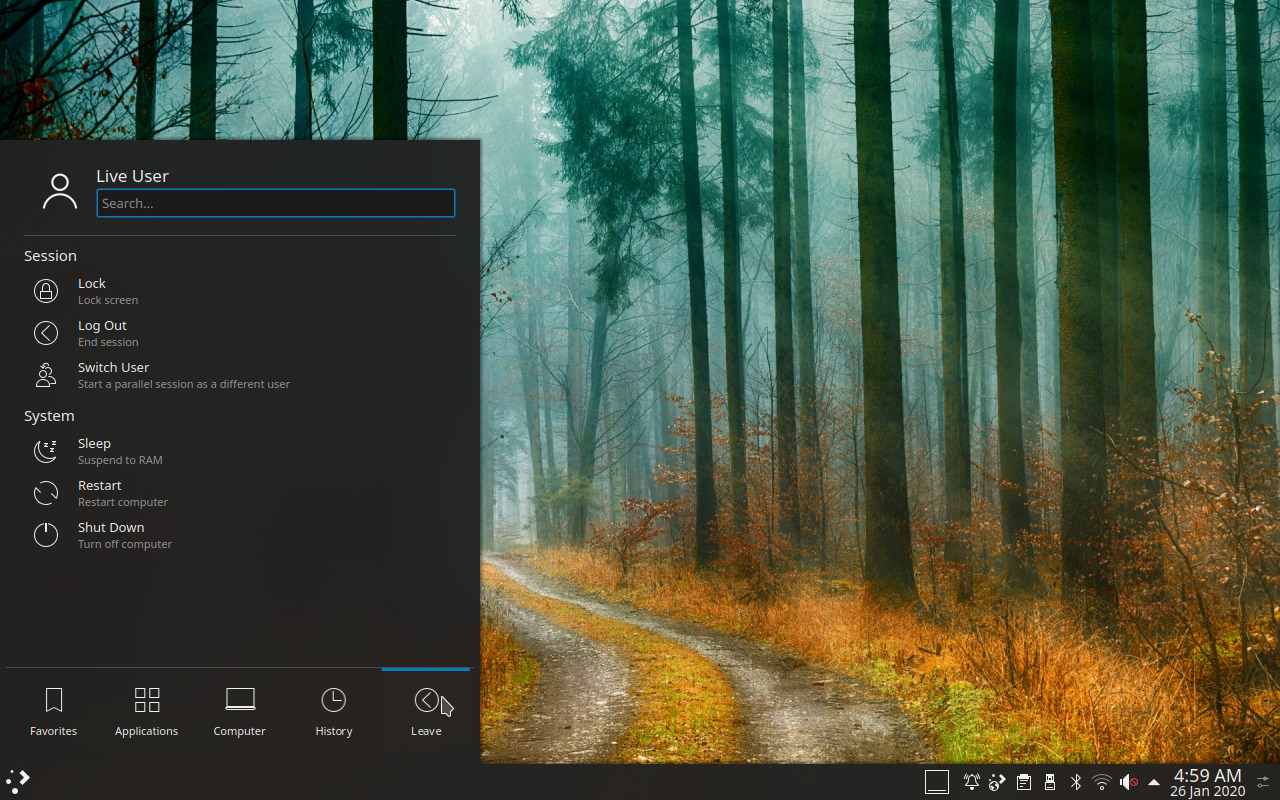 Live User
Search...
Session
Lock
Lock screen
Log Out
End session
Switch User
Start a parallel session as a different user
System
Sleep
Suspend to RAM
Restart
Restart computer
Shut Down
Turn off computer
Favorites
Applications
Computer
History
Leave
4:59 AM
26 Jan 2020